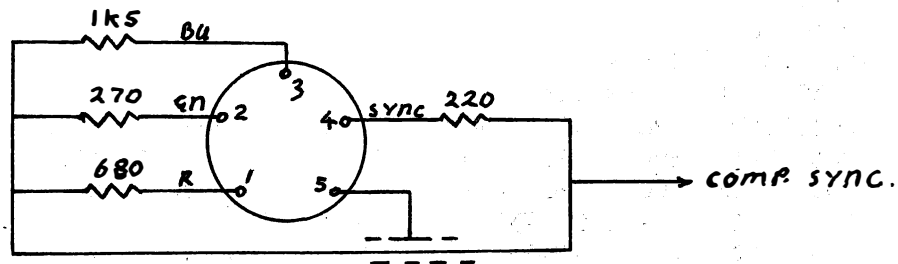 1k5 BU
3
270 GN 2
4 SYNC 220
680 R 1
5
COMP. SYNC.